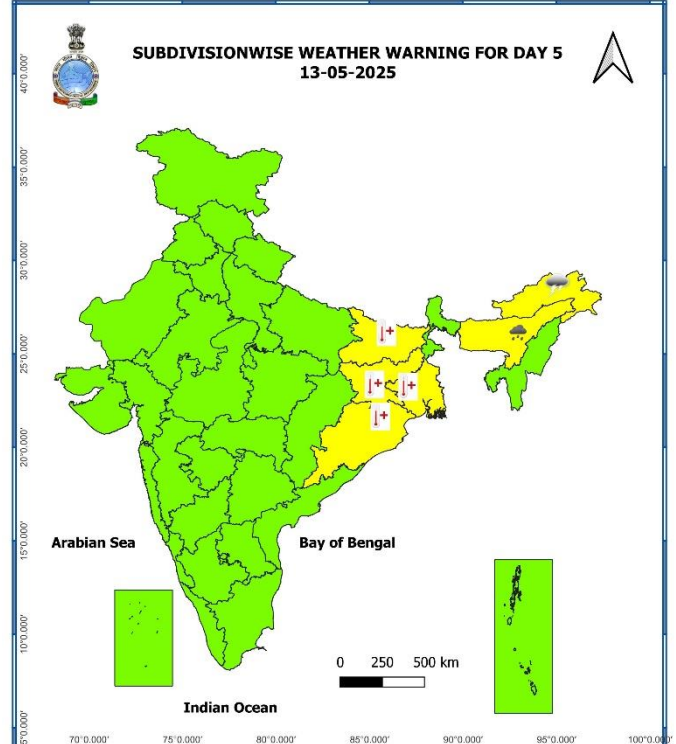 SUBDIVISIONWISE WEATHER WARNING FOR DAY 5
13-05-2025
40°0.000'
35°0.000'
30°0.000'
25°0.000'
20°0.000'
15°0.000'
10°0.000'
5°0.000'
Arabian Sea
Bay of Bengal
0 250 500 km
Indian Ocean
70°0.000' 75°0.000' 80°0.000' 85°0.000' 90°0.000' 95°0.000' 100°0.000'